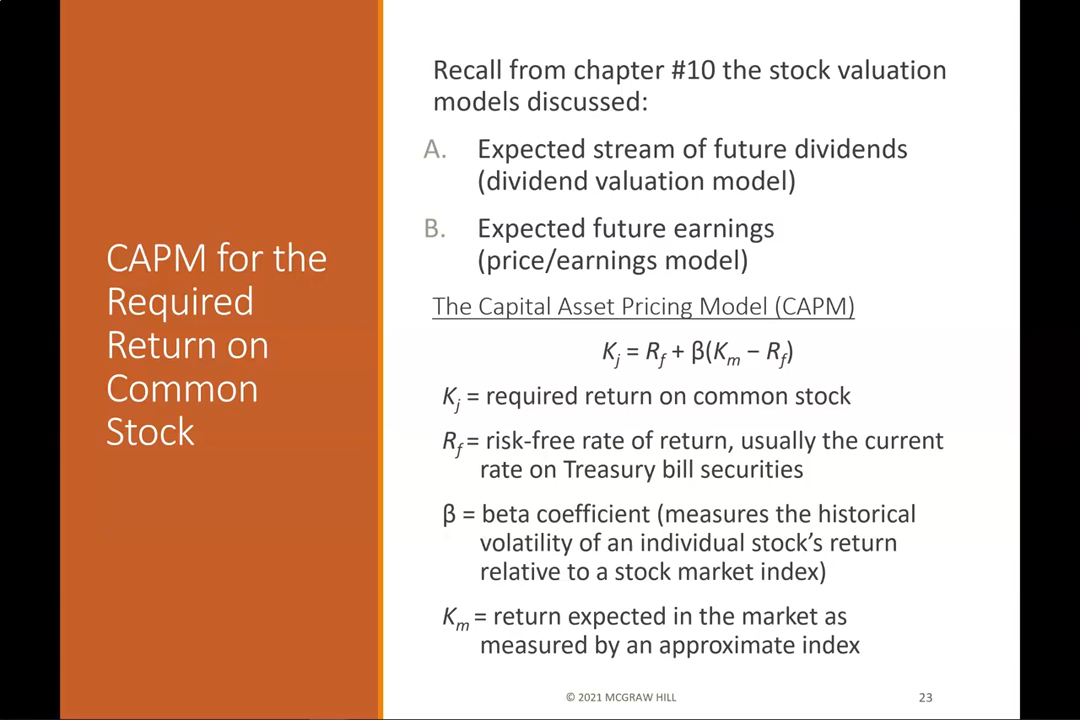 CAPM for the
Required
Return on
Common
Stock
Recall from chapter #10 the stock valuation
models discussed:
A. Expected stream of future dividends
(dividend valuation model)
B. Expected future earnings
(price/earnings model)
The Capital Asset Pricing Model (CAPM)
Kj = Rf + β(Km − Rf)
Kj = required return on common stock
Rf = risk-free rate of return, usually the current
rate on Treasury bill securities
β = beta coefficient (measures the historical
volatility of an individual stock’s return
relative to a stock market index)
Km = return expected in the market as
measured by an approximate index
© 2021 MCGRAW HILL
23